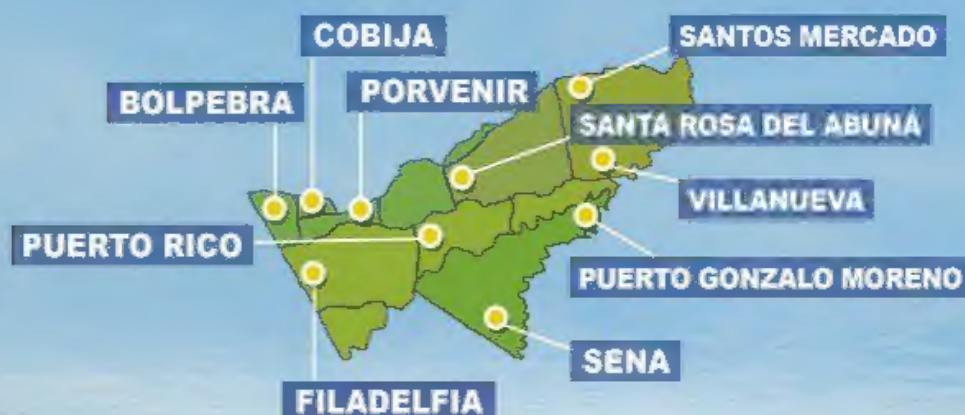 COBIJA
SANTOS MERCADO
BOLPEBRA
PORVENIR
SANTA ROSA DEL ABUNÁ
VILLANUEVA
PUERTO RICO
PUERTO GONZALO MORENO
SENA
FILADELFIA